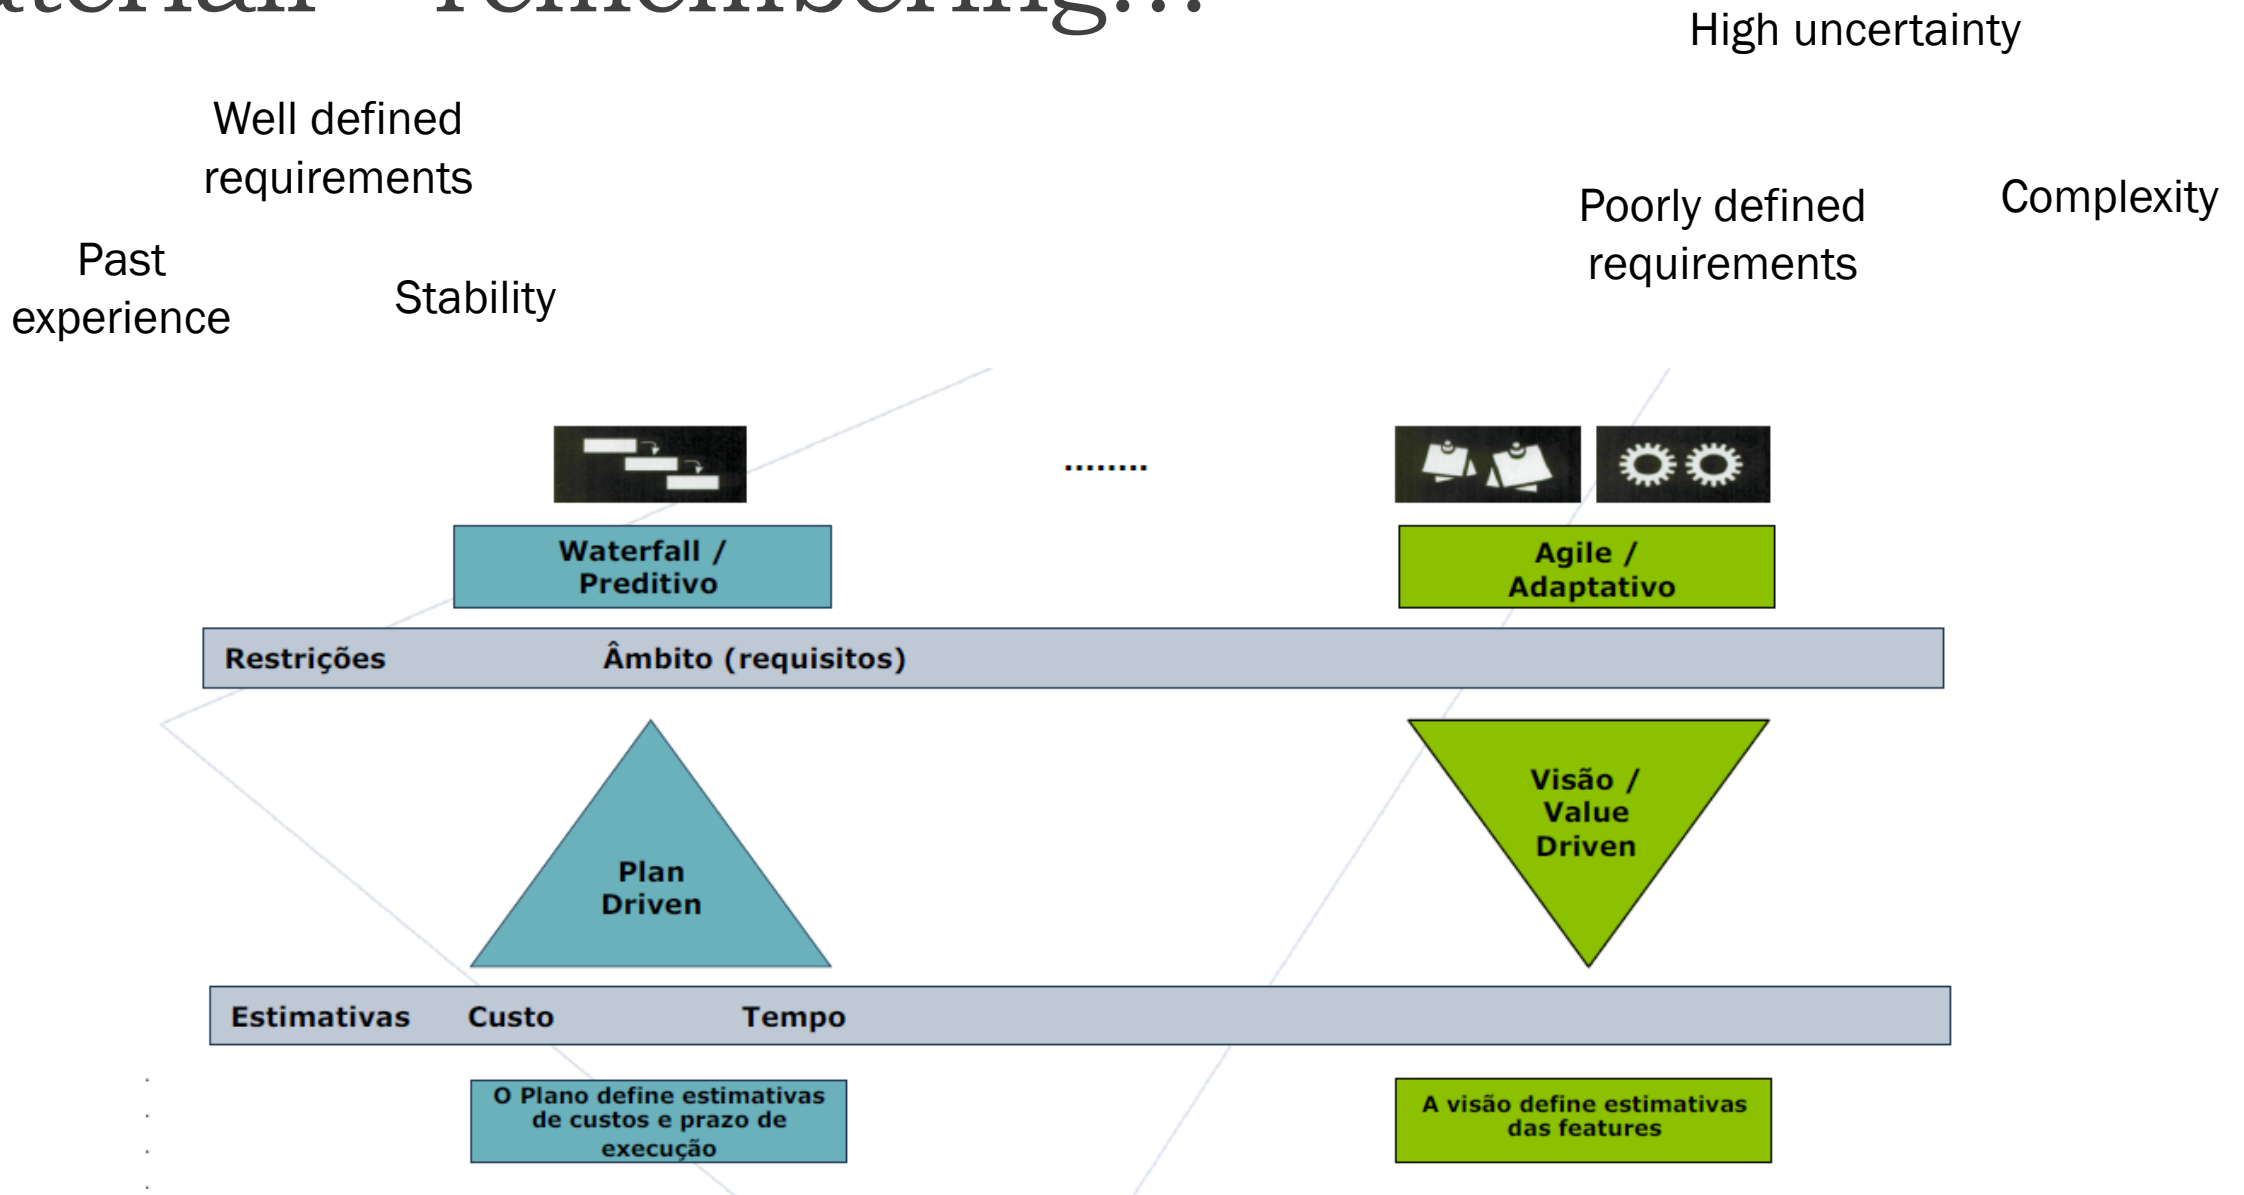 remembering...
High uncertainty
Well defined
requirements
Poorly defined
requirements
Complexity
Past
experience
Stability
........
Waterfall /
Preditivo
Agile /
Adaptativo
Restrições Âmbito (requisitos)
Plan
Driven
Visão /
Value
Driven
Estimativas Custo Tempo
O Plano define estimativas
de custos e prazo de
execução
A visão define estimativas
das features